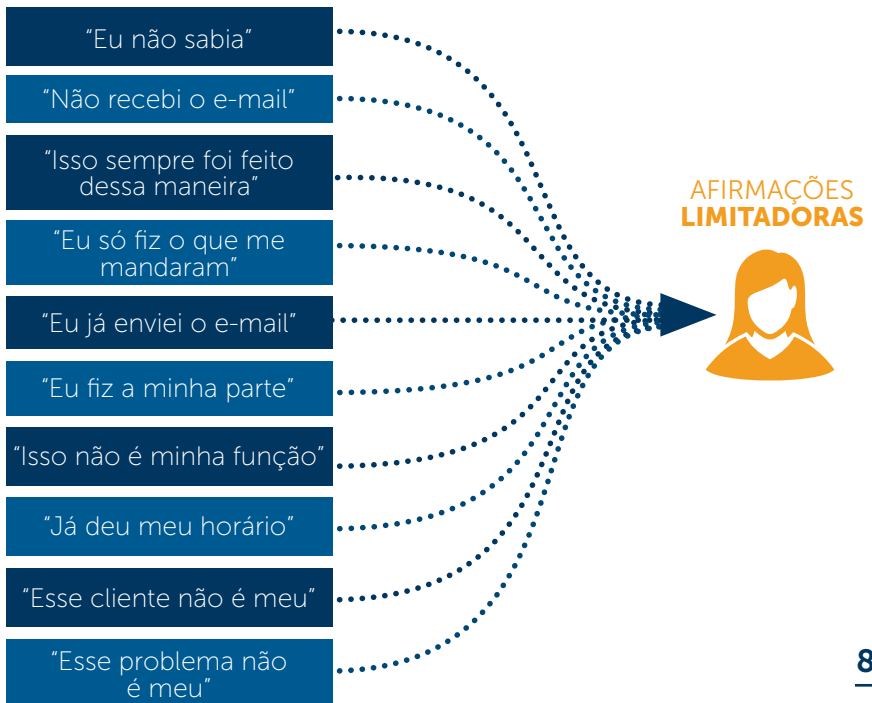 “Eu não sabia”
“Não recebi o e-mail”
“Isso sempre foi feito
dessa maneira”
“Eu só fiz o que me
mandaram”
“Eu já enviei o e-mail”
“Eu fiz a minha parte”
“Isso não é minha função”
“Já deu meu horário”
“Esse cliente não é meu”
“Esse problema não
é meu”
AFIRMAÇÕES
LIMITADORAS
8